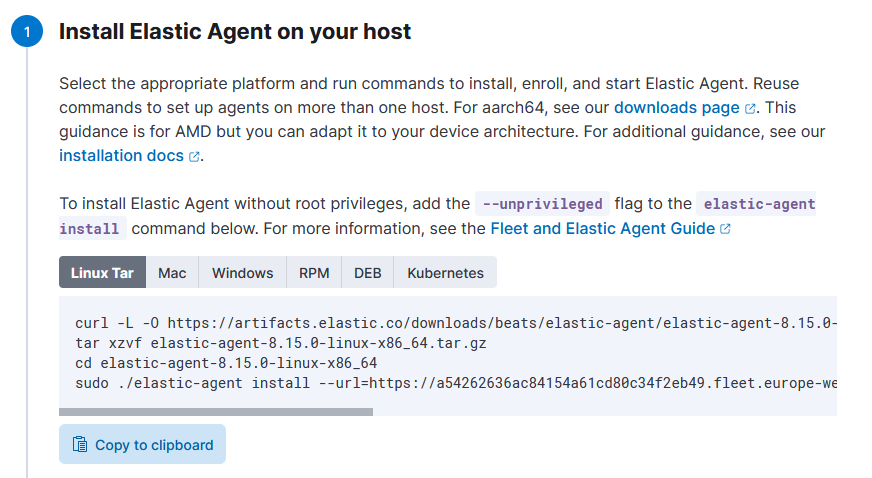 1
Install Elastic Agent on your host
Select the appropriate platform and run commands to install, enroll, and start Elastic Agent. Reuse
commands to set up agents on more than one host. For aarch64, see our downloads page. This
guidance is for AMD but you can adapt it to your device architecture. For additional guidance, see our
installation docs.
To install Elastic Agent without root privileges, add the --unprivileged flag to the elastic-agent
install command below. For more information, see the Fleet and Elastic Agent Guide
Linux Tar Mac Windows RPM DEB Kubernetes
curl -L -O https://artifacts.elastic.co/downloads/beats/elastic-agent/elastic-agent-8.15.0-
tar xzvf elastic-agent-8.15.0-linux-x86_64.tar.gz
cd elastic-agent-8.15.0-linux-x86_64
sudo ./elastic-agent install --url=https://a54262636ac84154a61cd80c34f2eb49.fleet.europe-we
Copy to clipboard